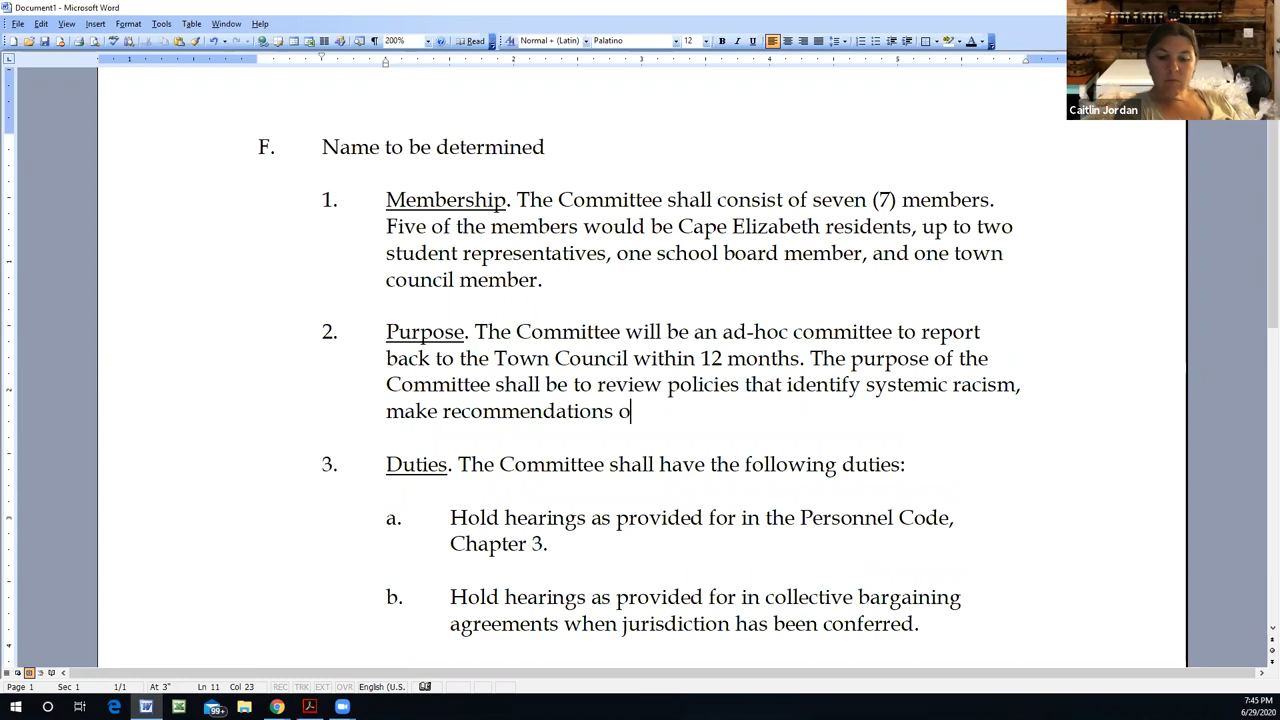 Document1 - Microsoft Word
File Edit View Insert Format Tools Table Window Help
200% Read Normal + (Latin) Palatino 12 B I U
1 1 2 3 4 5
Caitlin Jordan
F. Name to be determined
1. Membership. The Committee shall consist of seven (7) members.
Five of the members would be Cape Elizabeth residents, up to two
student representatives, one school board member, and one town
council member.
2. Purpose. The Committee will be an ad-hoc committee to report
back to the Town Council within 12 months. The purpose of the
Committee shall be to review policies that identify systemic racism,
make recommendations o
3. Duties. The Committee shall have the following duties:
a. Hold hearings as provided for in the Personnel Code,
Chapter 3.
b. Hold hearings as provided for in collective bargaining
agreements when jurisdiction has been conferred.
Page 1 Sec 1 1/1 At 3" Ln 11 Col 23 REC TRK EXT OVR English (U.S.
99+
7:45 PM
6/29/2020